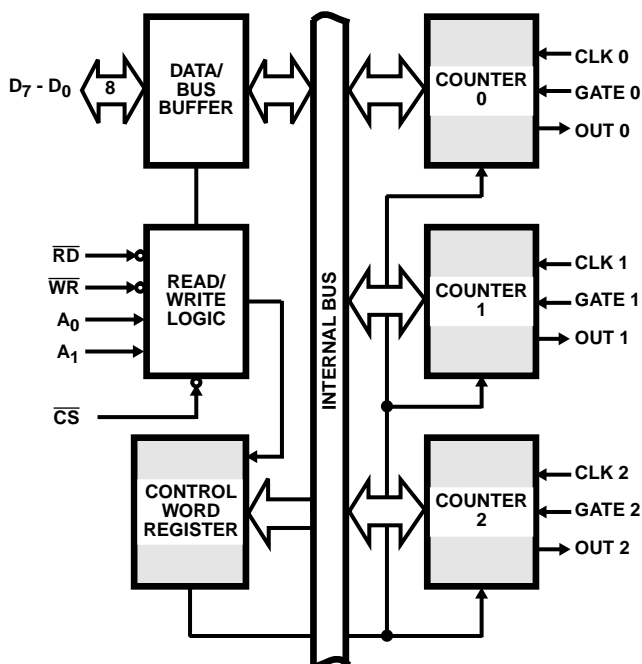 D7 - D0
8
DATA/
BUS
BUFFER
RD
WR
A0
A1
CS
READ/
WRITE
LOGIC
CONTROL
WORD
REGISTER
INTERNAL BUS
COUNTER
0
CLK 0
GATE 0
OUT 0
COUNTER
1
CLK 1
GATE 1
OUT 1
COUNTER
2
CLK 2
GATE 2
OUT 2